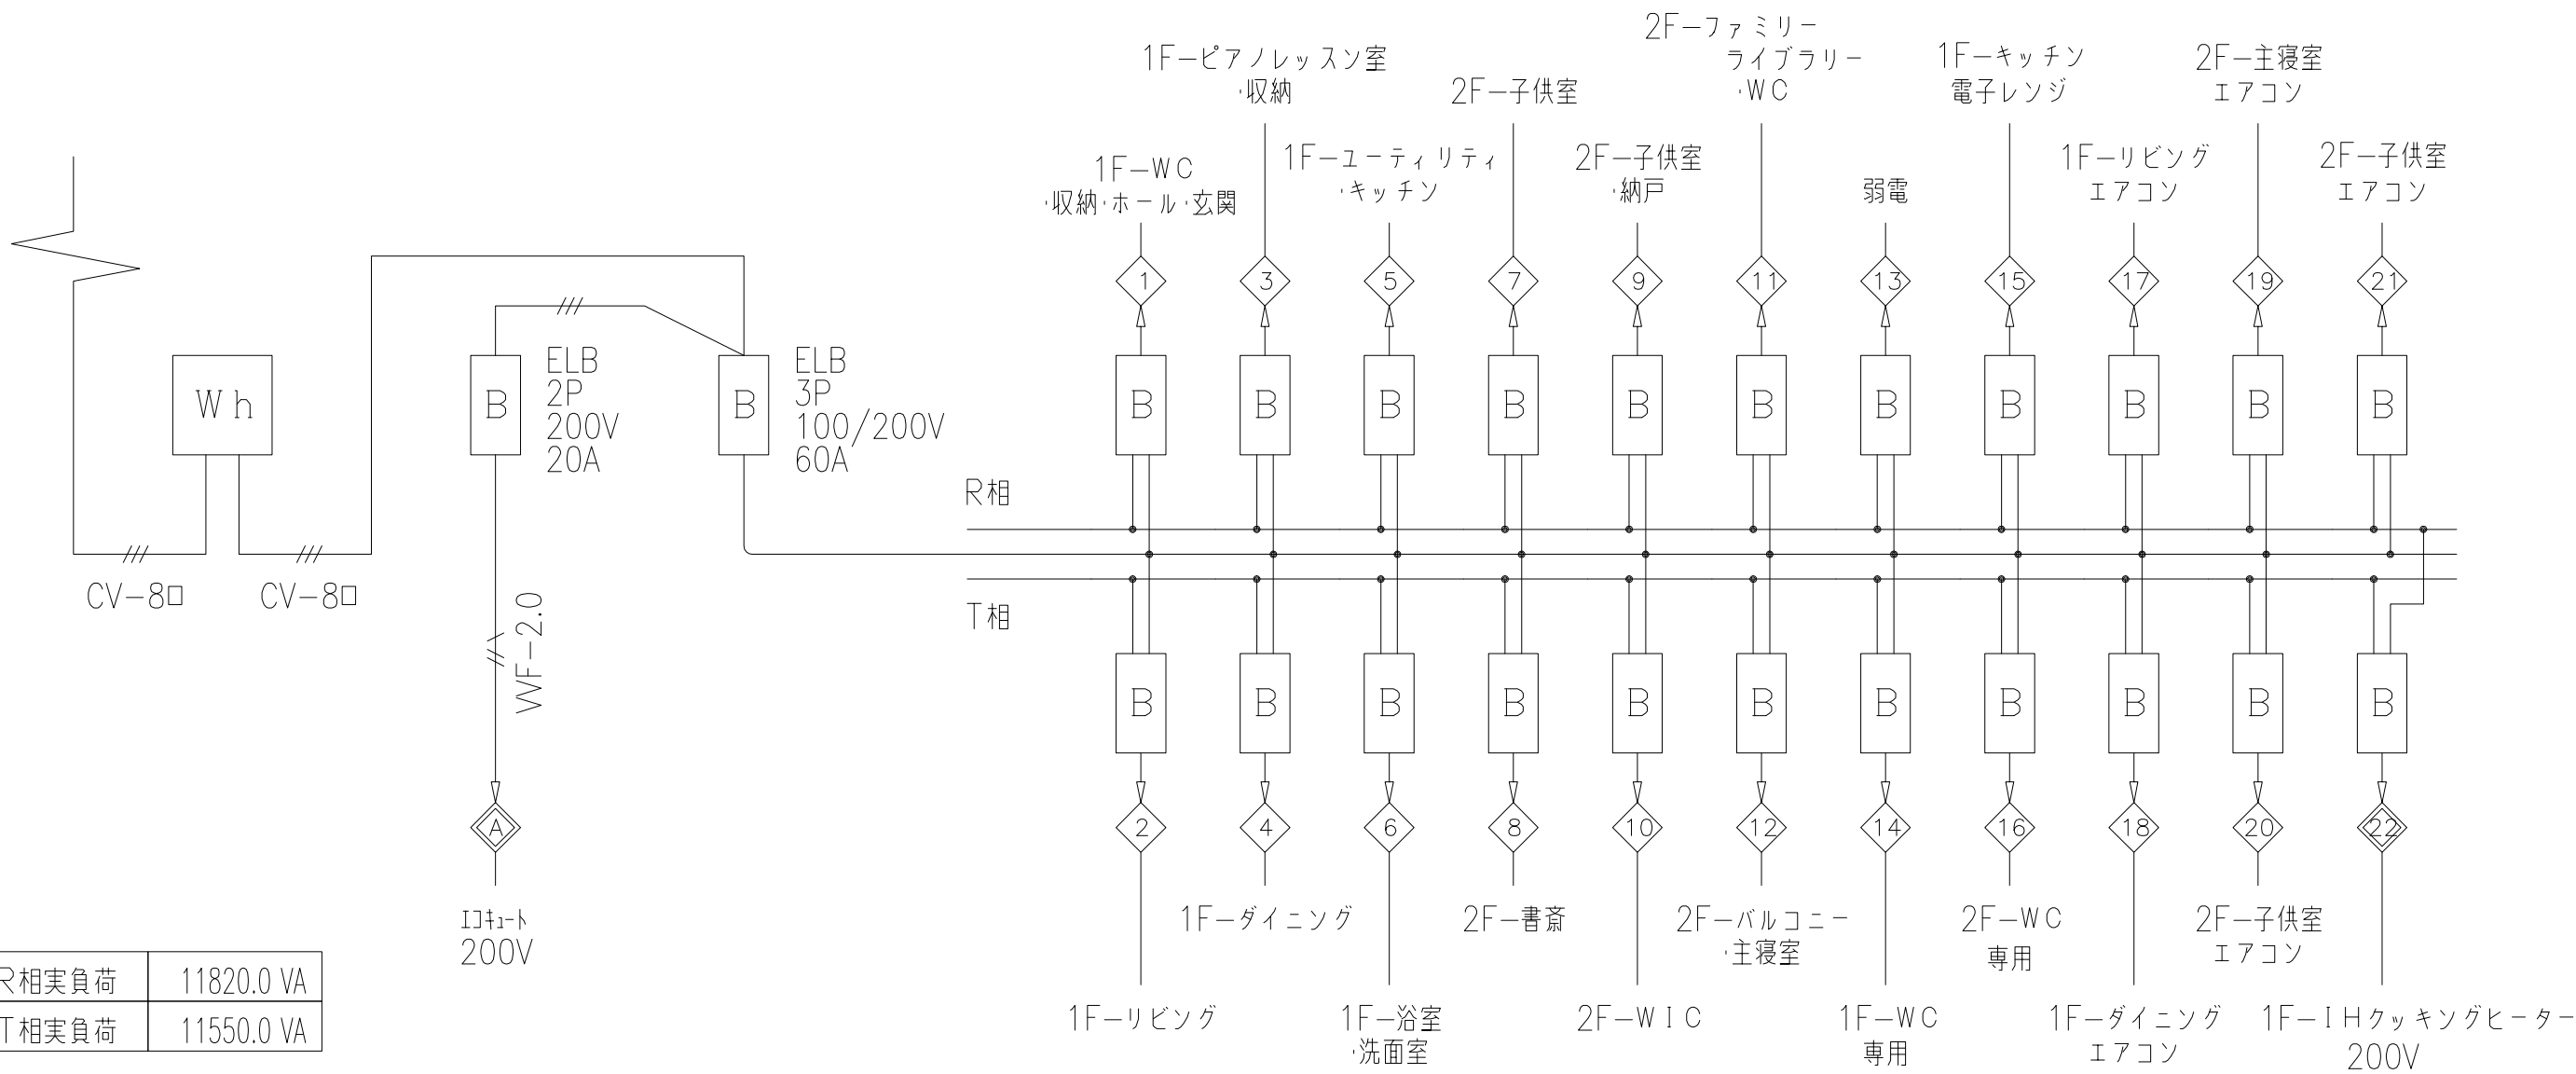 2F-ファミリー
ライブラリー
・WC
1F-ピアノレッスン室
・収納
2F-子供室
1F-キッチン
電子レンジ
2F-主寝室
エアコン
1F-WC
・収納・ホール・玄関
1F-ユーティリティ
・キッチン
2F-子供室
・納戸
弱電
1F-リビング
エアコン
2F-子供室
エアコン
1
3
5
7
9
11
13
15
17
19
21
Wh
B
ELB
2P
200V
20A
B
ELB
3P
100/200V
60A
B
B
B
B
B
B
B
B
B
B
B
R相
T相
CV-8□
CV-8□
VVF-2.0
B
B
B
B
B
B
B
B
B
B
B
A
2
4
6
8
10
12
14
16
18
20
22
エコキュート
200V
1F-ダイニング
2F-書斎
2F-バルコニー
・主寝室
2F-WC
専用
2F-子供室
エアコン
1F-リビング
1F-浴室
・洗面室
2F-WIC
1F-WC
専用
1F-ダイニング
エアコン
1F-IHクッキングヒーター
200V
R相実負荷 11820.0 VA
T相実負荷 11550.0 VA